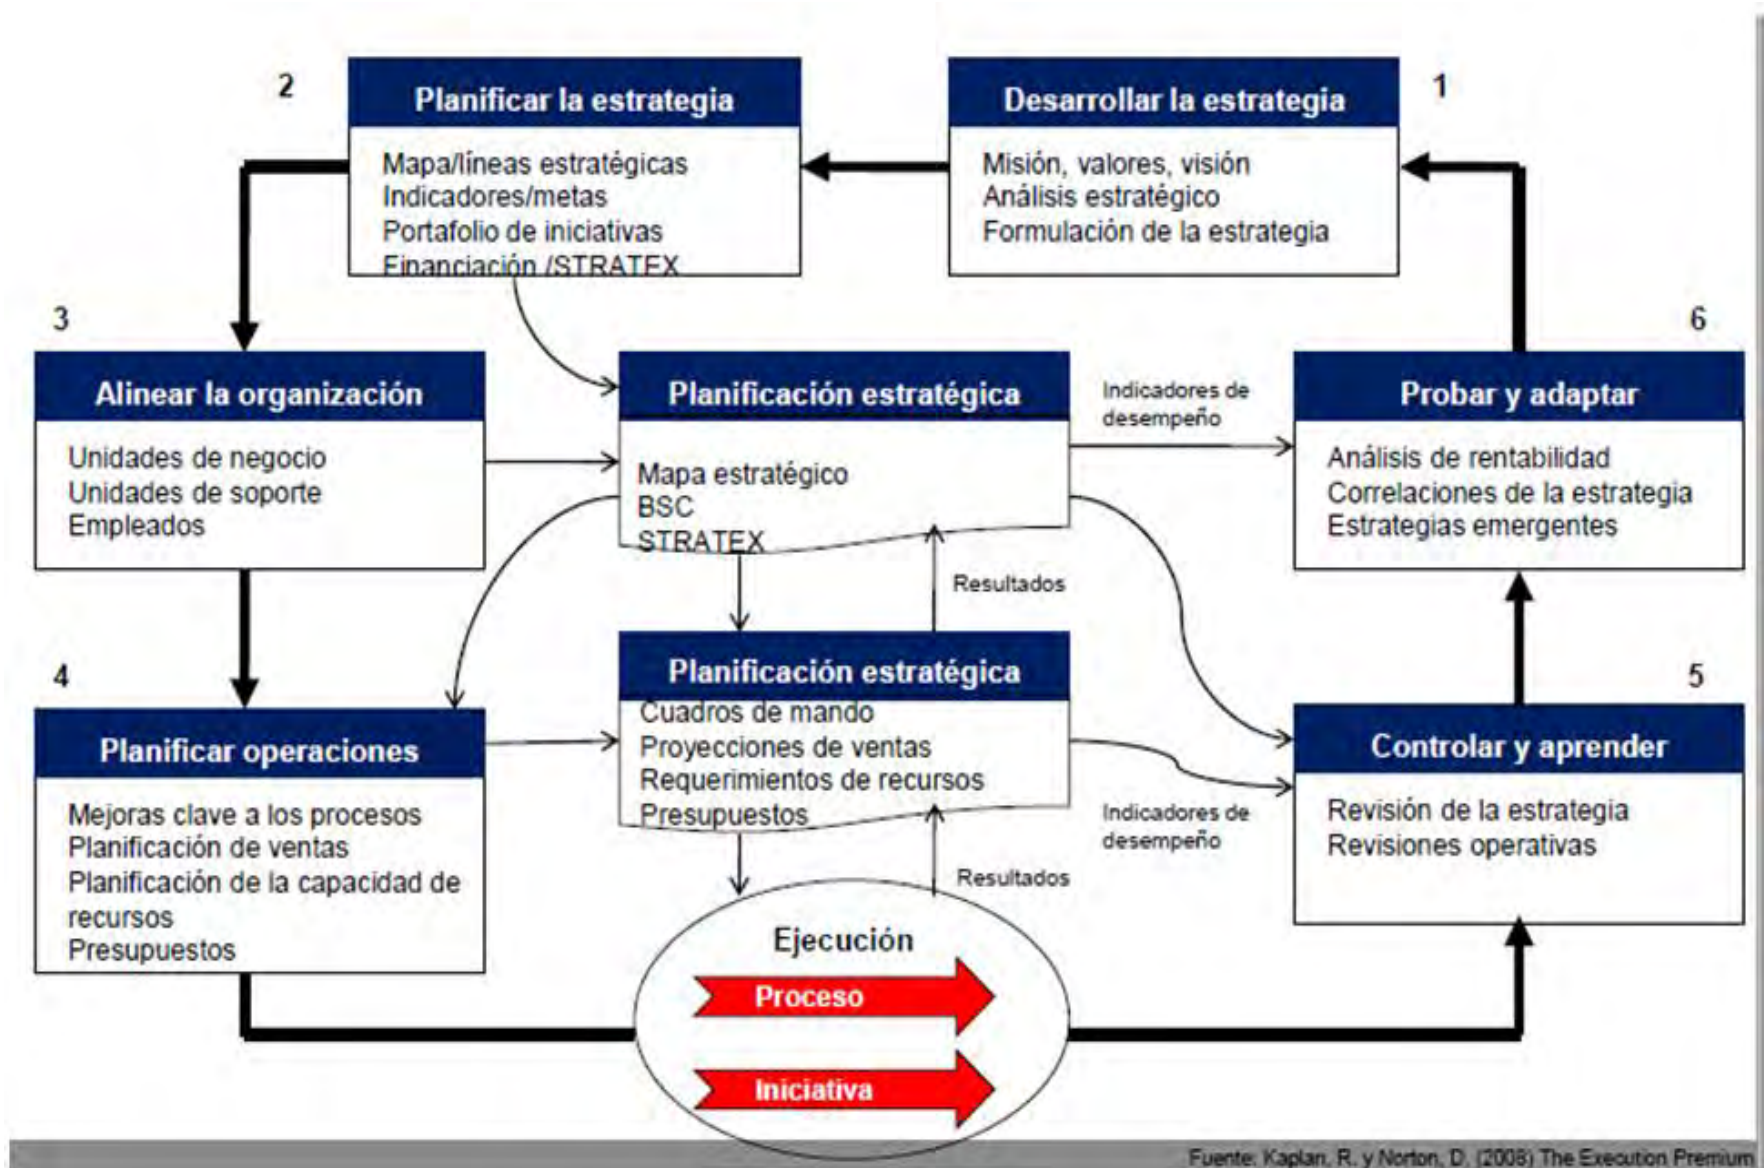 2
Planificar la estrategia
Mapa/líneas estratégicas
Indicadores/metas
Portafolio de iniciativas
Financiación /STRATEX
Desarrollar la estrategia
1
Misión, valores, visión
Análisis estratégico
Formulación de la estrategia
3
Alinear la organización
Unidades de negocio
Unidades de soporte
Empleados
Planificación estratégica
Mapa estratégico
BSC
STRATEX
Indicadores de
desempeño
6
Probar y adaptar
Análisis de rentabilidad
Correlaciones de la estrategia
Estrategias emergentes
Resultados
4
Planificar operaciones
Mejoras clave a los procesos
Planificación de ventas
Planificación de la capacidad de
recursos
Presupuestos
Planificación estratégica
Cuadros de mando
Proyecciones de ventas
Requerimientos de recursos
Presupuestos
Indicadores de
desempeño
5
Controlar y aprender
Revisión de la estrategia
Revisiones operativas
Resultados
Ejecución
Proceso
Iniciativa
Fuente: Kaplan, R. y Norton, D. (2008) The Execution Premium